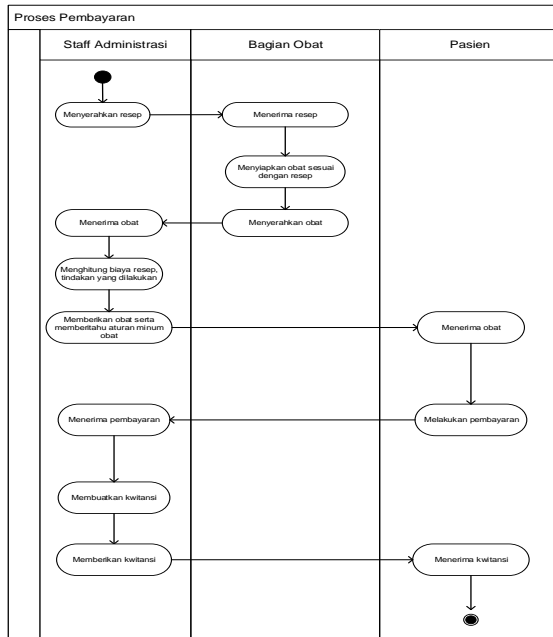 Proses Pembayaran
Staff Administrasi
Bagian Obat
Pasien
Menyerahkan resep
Menerima resep
Menyiapkan obat sesuai
dengan resep
Menerima obat
Menyerahkan obat
Menghitung biaya resep,
tindakan yang dilakukan
Memberikan obat serta
memberitahu aturan minum
obat
Menerima obat
Menerima pembayaran
Melakukan pembayaran
Membuatkan kwitansi
Memberikan kwitansi
Menerima kwitansi